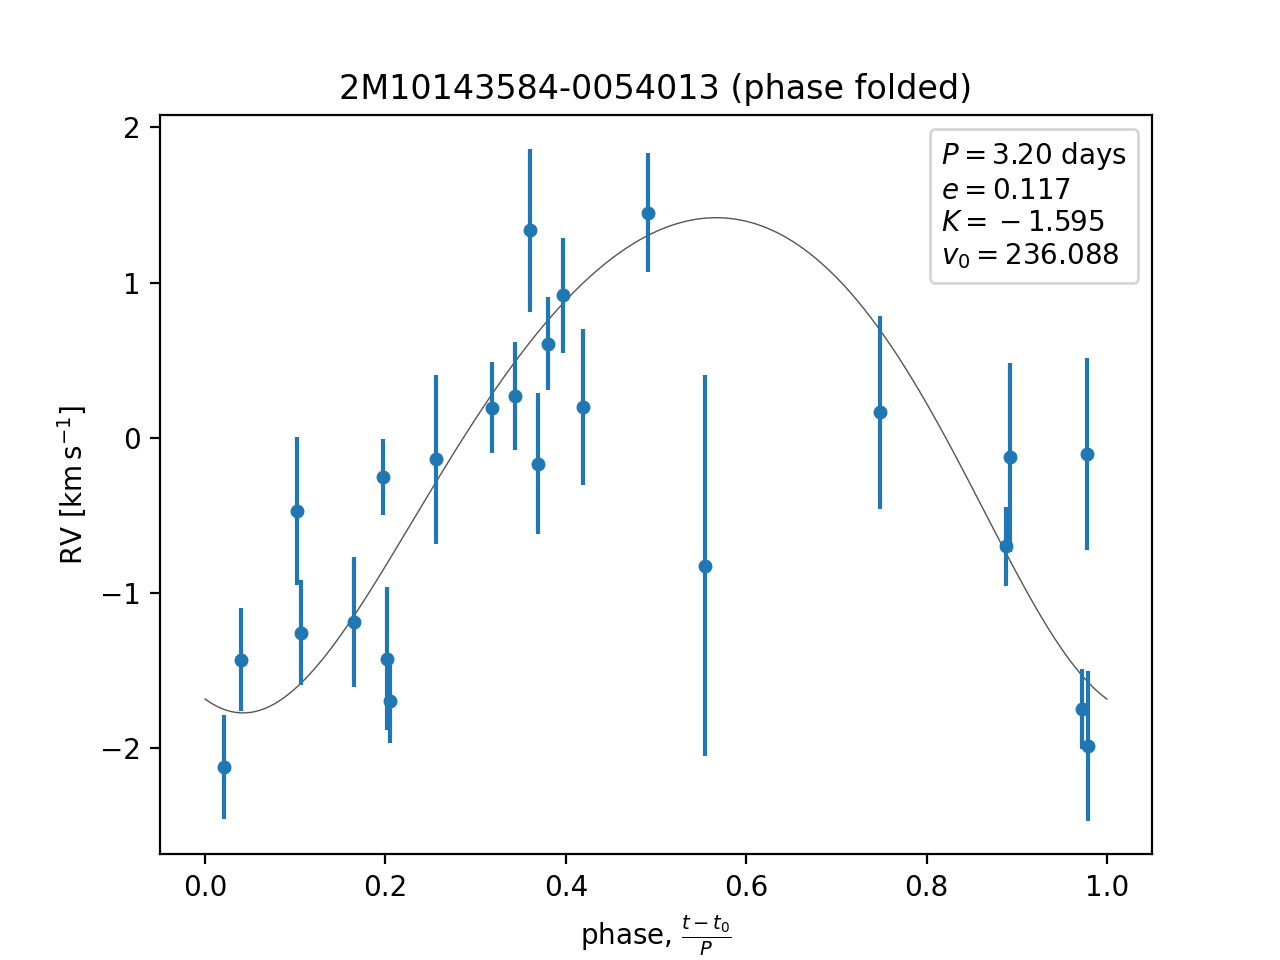 2M10143584-0054013 (phase folded)
P = 3.20 days
e = 0.117
K = −1.595
v₀ = 236.088
2
1
0
−1
−2
RV [km s⁻¹]
0.0 0.2 0.4 0.6 0.8 1.0
phase, (t − t₀)/P